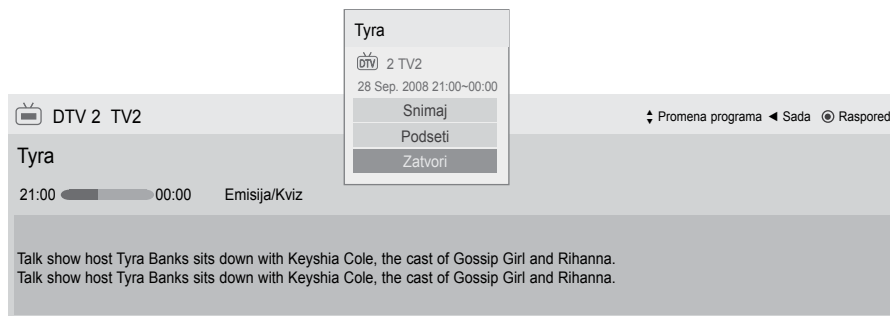 Tyra
DTV 2 TV2
28 Sep. 2008 21:00~00:00
Snimaj
Podseti
Zatvori
DTV 2 TV2
Promena programa Sada Raspored
Tyra
21:00 00:00 Emisija/Kviz
Talk show host Tyra Banks sits down with Keyshia Cole, the cast of Gossip Girl and Rihanna.
Talk show host Tyra Banks sits down with Keyshia Cole, the cast of Gossip Girl and Rihanna.